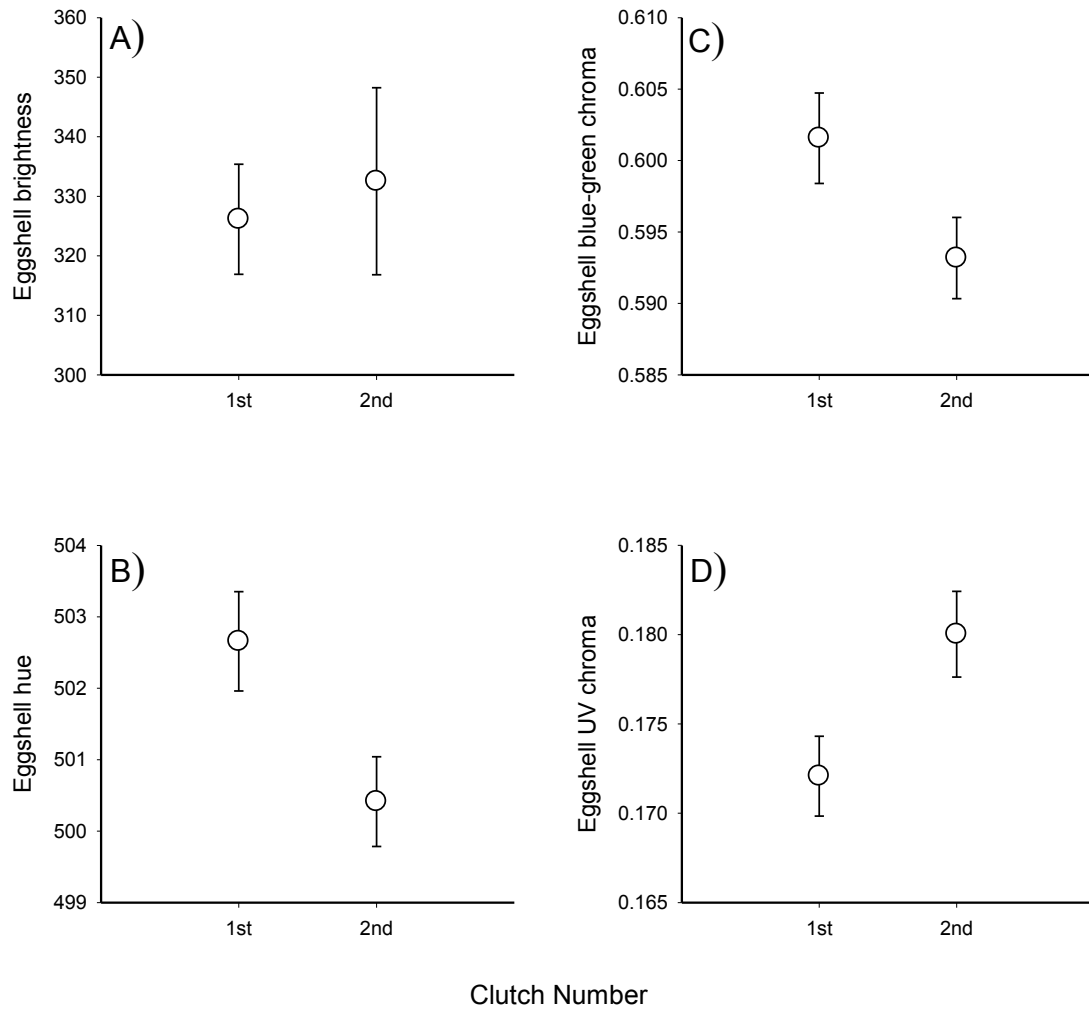 A)
Eggshell brightness
360
350
340
330
320
310
300
1st 2nd
C)
Eggshell blue-green chroma
0.610
0.605
0.600
0.595
0.590
0.585
1st 2nd
B)
Eggshell hue
504
503
502
501
500
499
1st 2nd
D)
Eggshell UV chroma
0.185
0.180
0.175
0.170
0.165
1st 2nd
Clutch Number